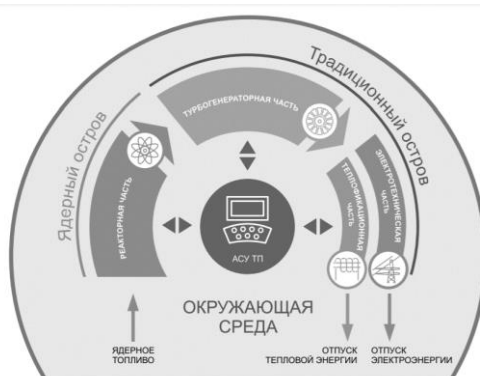 Ядерный остров
Традиционный остров
ТУРБОГЕНЕРАТОРНАЯ ЧАСТЬ
РЕАКТОРНАЯ ЧАСТЬ
ТЕПЛОФИКАЦИОННАЯ
ЧАСТЬ
ЭЛЕКТРОТЕХНИЧЕСКАЯ
ЧАСТЬ
АСУ ТП
ОКРУЖАЮЩАЯ
СРЕДА
ЯДЕРНОЕ
ТОПЛИВО
ОТПУСК
ТЕПЛОВОЙ ЭНЕРГИИ
ОТПУСК
ЭЛЕКТРОЭНЕРГИИ